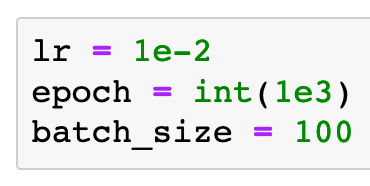 lr = 1e-2
epoch = int(1e3)
batch_size = 100